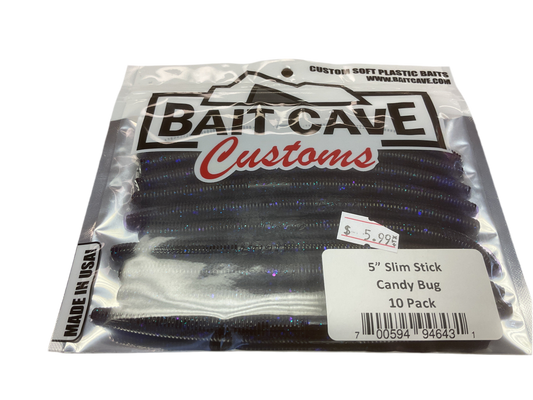 CUSTOM SOFT PLASTIC BAITS
WWW.BAITCAVE.COM
BAIT CAVE
Customs
$ 5.99
5" Slim Stick
Candy Bug
10 Pack
7 00594 94643 1
MADE IN USA!